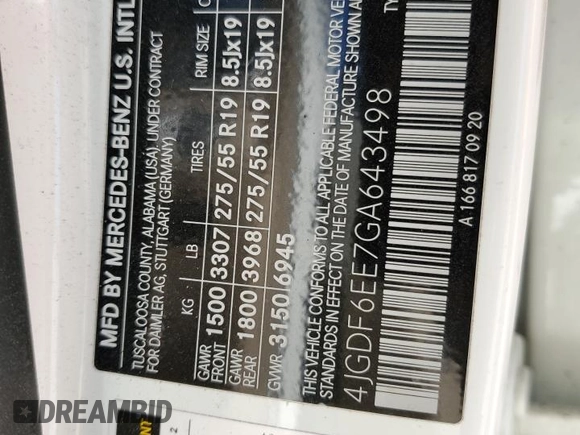 MFD BY MERCEDES-BENZ U.S. INTL
TUSCALOOSA COUNTY, ALABAMA (USA), UNDER CONTRACT
FOR DAIMLER AG, STUTTGART (GERMANY)
KG LB TIRES RIM SIZE
GAWR FRONT 1500 3307 275/55 R19 8.5Jx19
GAWR REAR 1800 3968 275/55 R19 8.5Jx19
GVWR 3150 6945
THIS VEHICLE CONFORMS TO ALL APPLICABLE FEDERAL MOTOR VE
STANDARDS IN EFFECT ON THE DATE OF MANUFACTURE SHOWN A
4JGDF6EE7GA643498
TY
A 166 817 09 20
DREAMBID